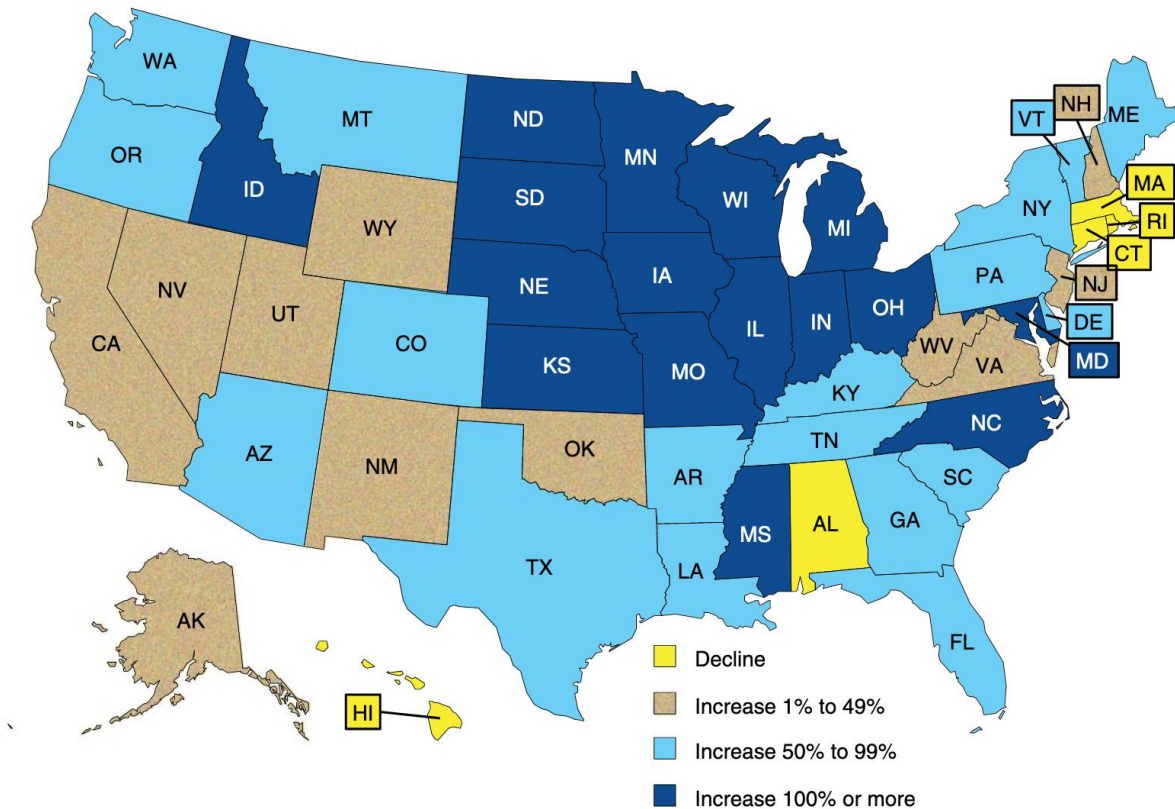 WA
MT
ND
MN
OR
ID
SD
WI
MI
WY
NE
IA
NV
UT
CA
CO
KS
MO
IL
IN
OH
PA
NY
VT
NH
ME
MA
RI
CT
NJ
DE
MD
WV
VA
KY
NC
TN
AZ
NM
OK
AR
SC
MS
AL
GA
TX
LA
FL
AK
HI
Decline
Increase 1% to 49%
Increase 50% to 99%
Increase 100% or more